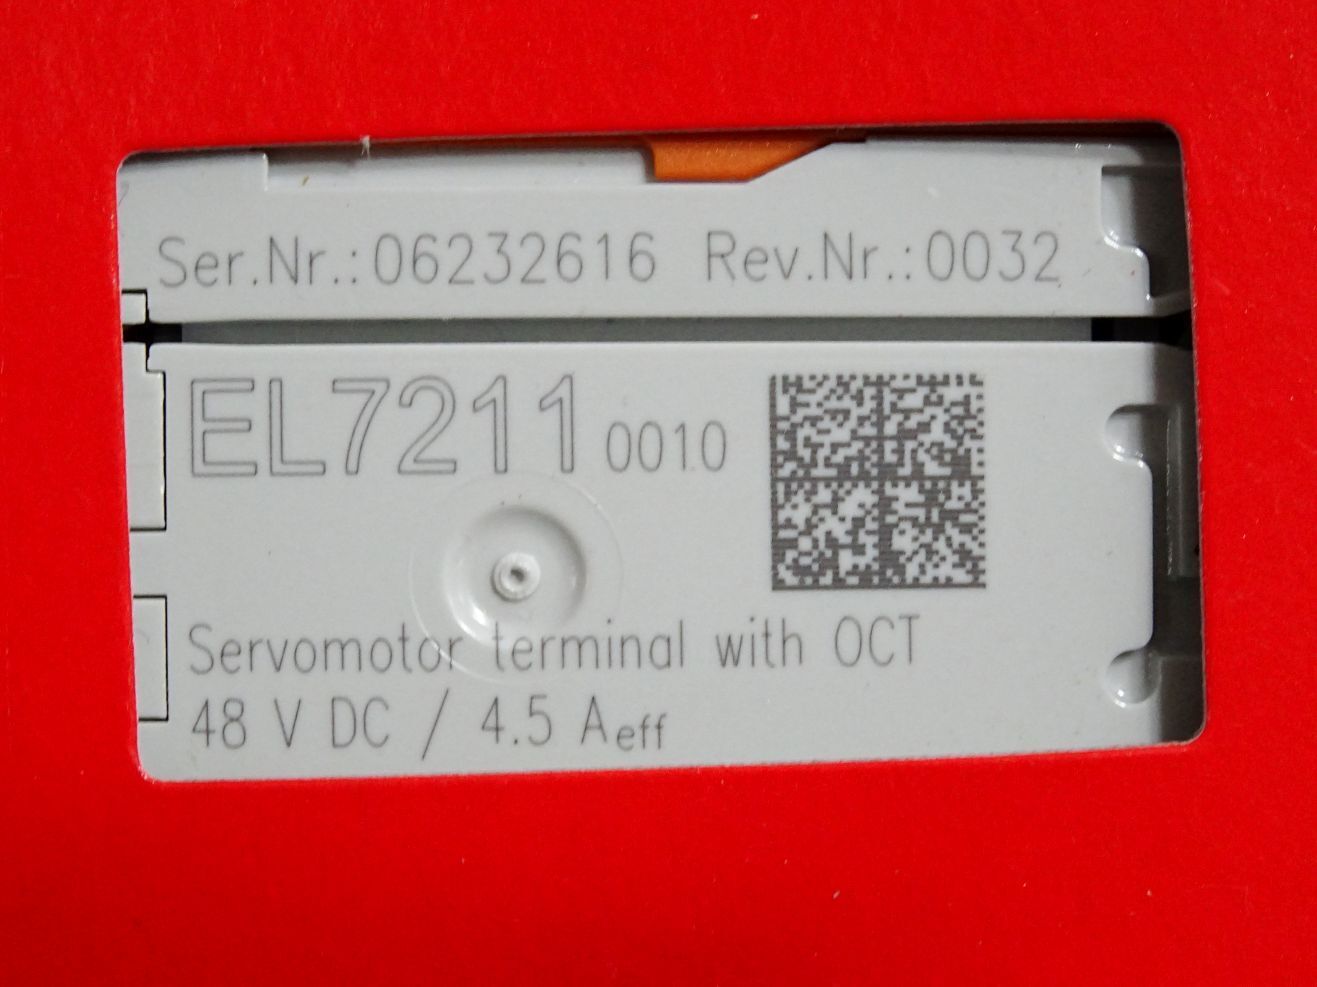 Ser.Nr.:06232616 Rev.Nr.:0032
EL7211 0010
Servomotor terminal with OCT
48 V DC / 4.5 Aeff